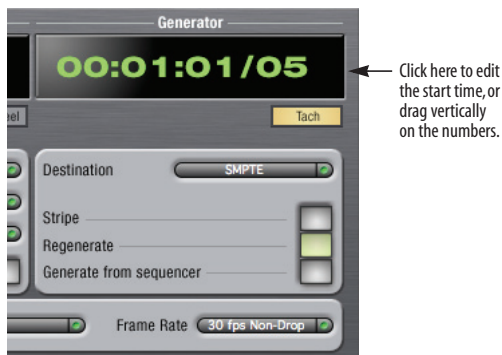 Generator
00:01:01/05
Click here to edit
the start time, or
drag vertically
on the numbers.
Tach
Destination
SMPTE
Stripe
Regenerate
Generate from sequencer
Frame Rate
30 fps Non-Drop